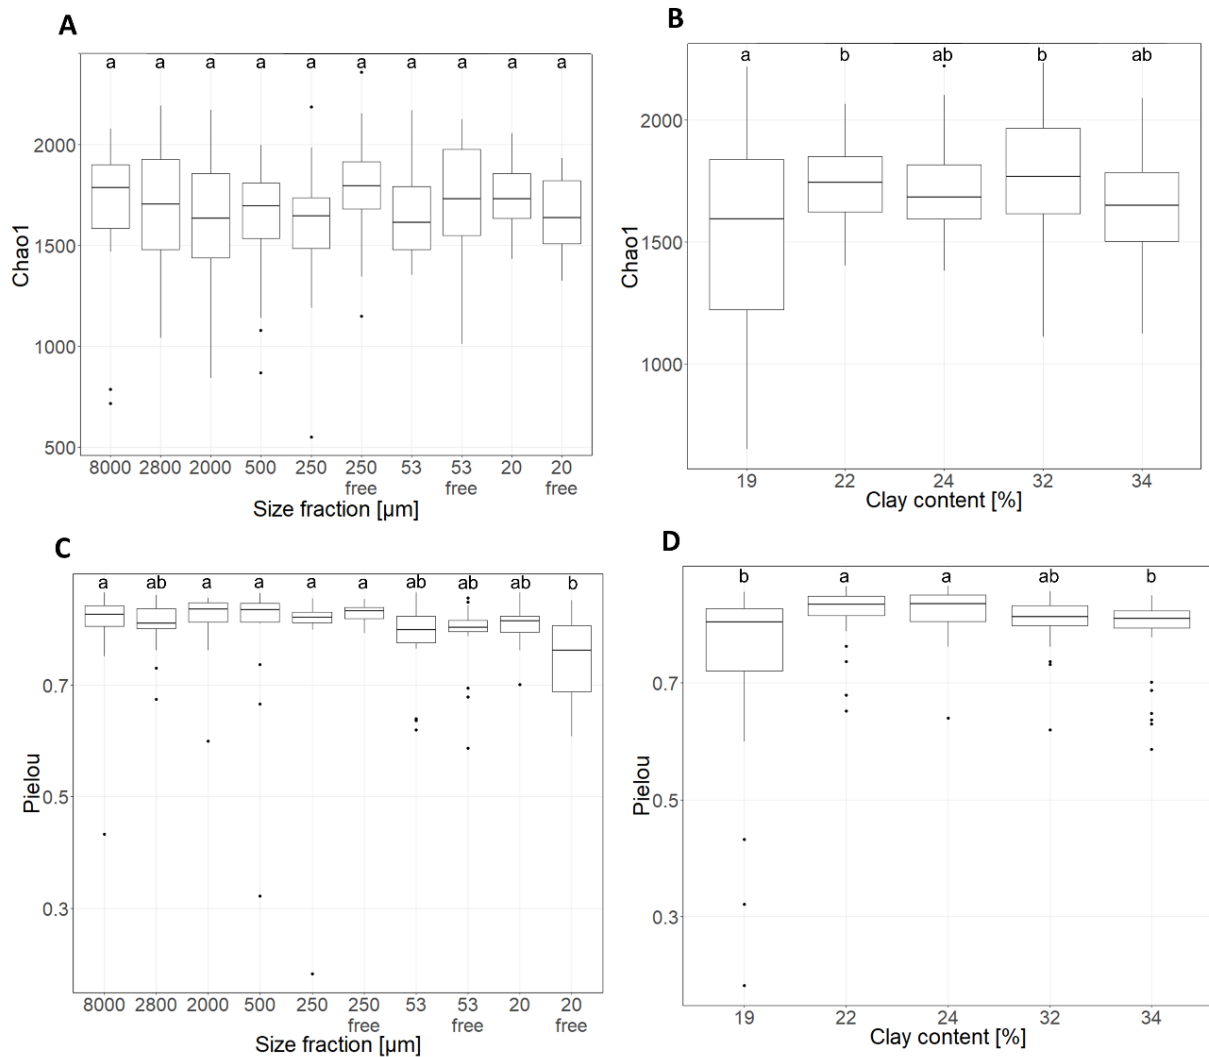 A
a a a a a a a a a a
2000
1500
1000
500
Chao1
8000 2800 2000 500 250 250 53 53 20 20
free free free
Size fraction [µm]
B
a b ab b ab
2000
1500
1000
Chao1
19 22 24 32 34
Clay content [%]
C
a ab a a a a ab ab ab b
0.7
0.5
0.3
Pielou
8000 2800 2000 500 250 250 53 53 20 20
free free free
Size fraction [µm]
D
b a a ab b
0.7
0.5
0.3
Pielou
19 22 24 32 34
Clay content [%]